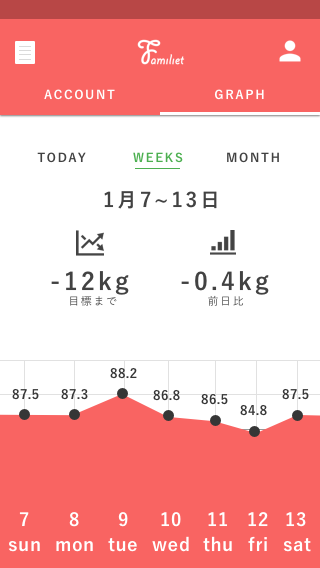 Familiet
ACCOUNT GRAPH
TODAY WEEKS MONTH
1月7~13日
-12kg -0.4kg
目標まで 前日比
88.2
87.5 87.3 86.8 86.5 84.8 87.5
7 8 9 10 11 12 13
sun mon tue wed thu fri sat